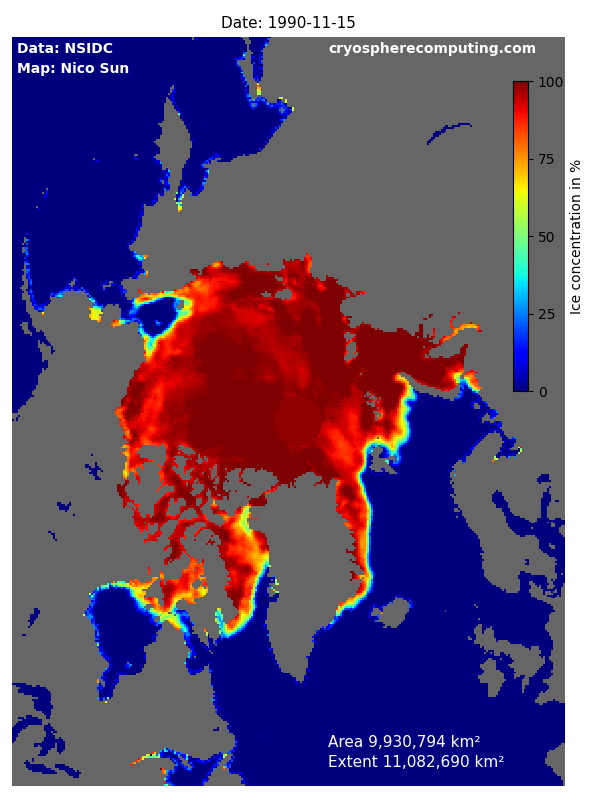 Date: 1990-11-15
Data: NSIDC
Map: Nico Sun
cryospherecomputing.com
100
75
50
25
0
Ice concentration in %
Area 9,930,794 km²
Extent 11,082,690 km²